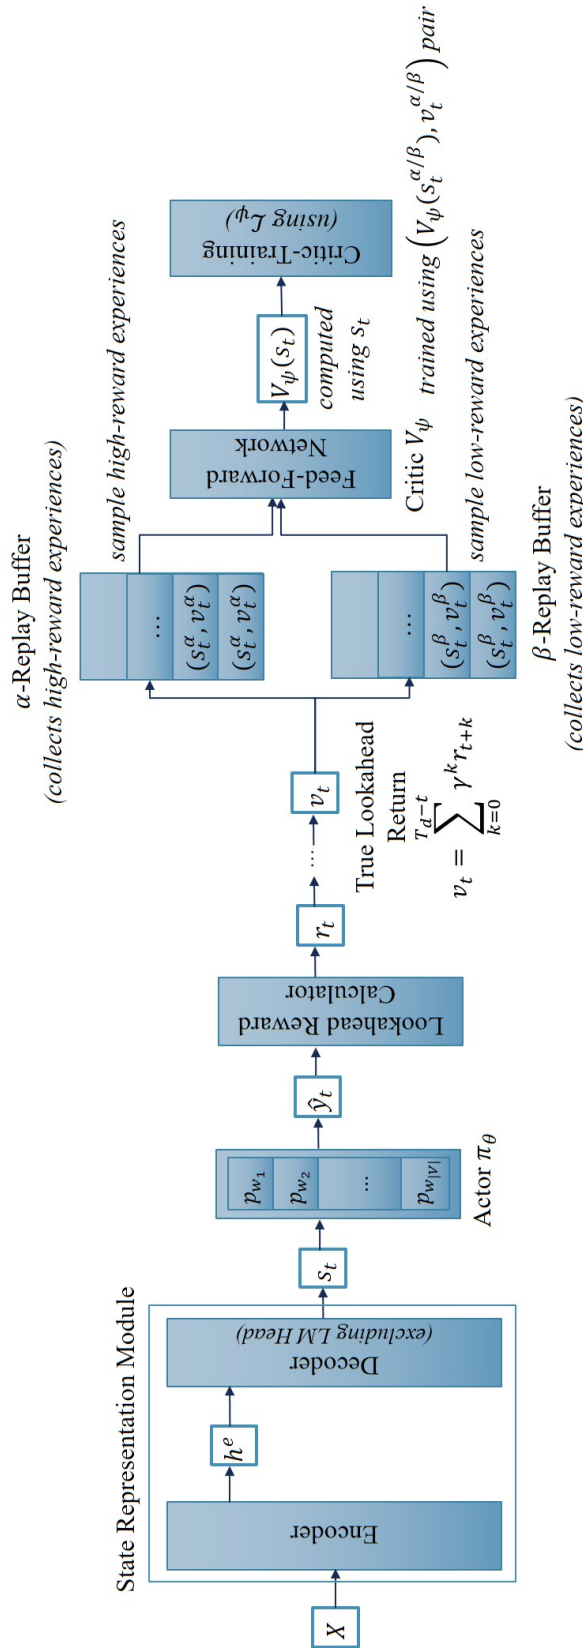 State Representation Module
X
Encoder
h^e
Decoder
(excluding LM Head)
s_t
p_{w_1}
p_{w_2}
...
p_{w_{|v|}}
Actor π_θ
ŷ_t
Lookahead Reward
Calculator
r_t
...
v_t
True Lookahead
Return
v_t = \sum_{k=0}^{T_d-t} γ^k r_{t+k}
α-Replay Buffer
(collects high-reward experiences)
...
(s_t^α, v_t^α)
(s_t^α, v_t^α)
sample high-reward experiences
...
(s_t^β, v_t^β)
(s_t^β, v_t^β)
β-Replay Buffer
(collects low-reward experiences)
sample low-reward experiences
Feed-Forward
Network
Critic V_ψ trained using (V_ψ(s_t^{α/β}), v_t^{α/β}) pair
V_ψ(s_t)
computed
using s_t
Critic-Training
(using ℒ_ψ)